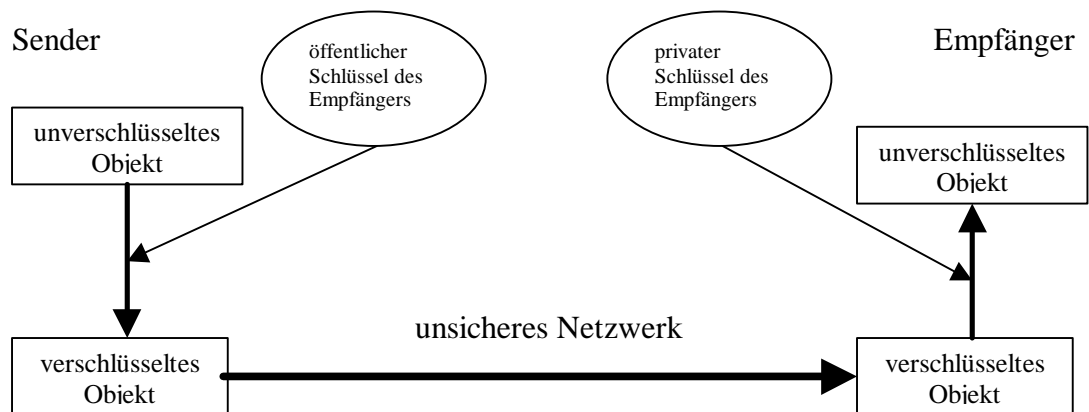 Sender
öffentlicher
Schlüssel des
Empfängers
privater
Schlüssel des
Empfängers
Empfänger
unverschlüsseltes
Objekt
unverschlüsseltes
Objekt
unsicheres Netzwerk
verschlüsseltes
Objekt
verschlüsseltes
Objekt